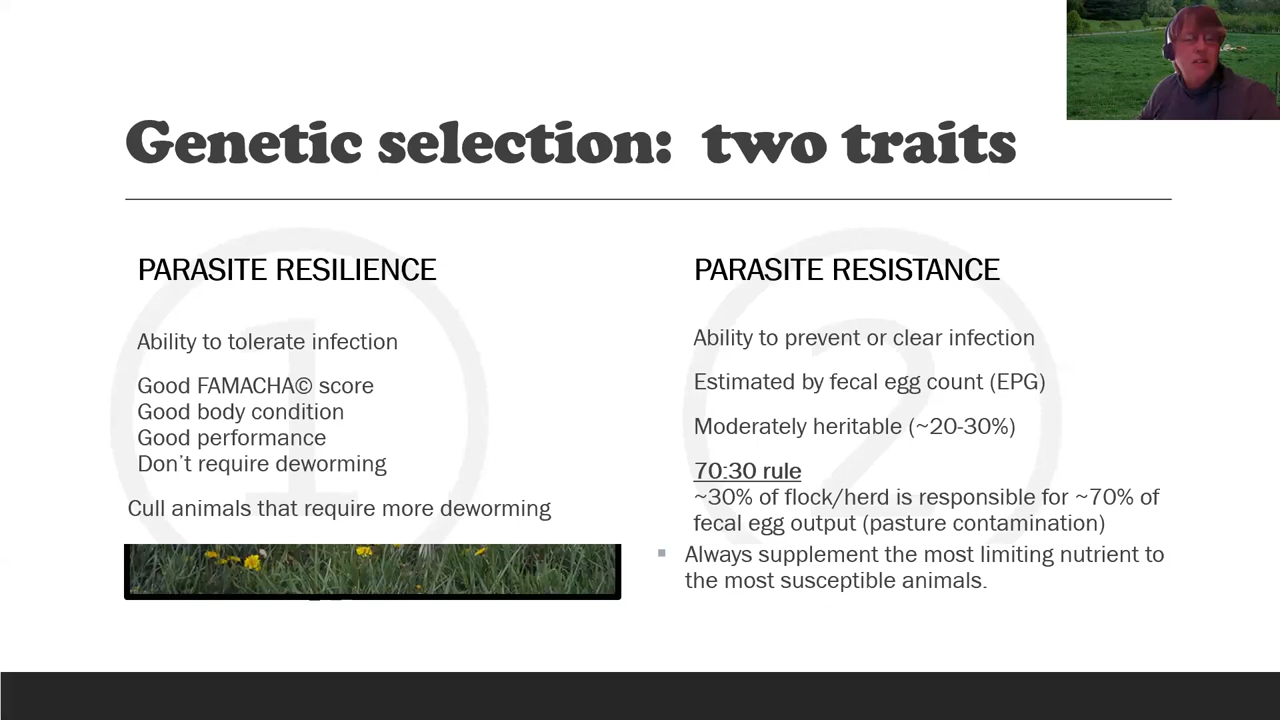 Genetic selection:  two traits
PARASITE RESILIENCE
Ability to tolerate infection
Good FAMACHA© score
Good body condition
Good performance
Don't require deworming
Cull animals that require more deworming
1
PARASITE RESISTANCE
Ability to prevent or clear infection
Estimated by fecal egg count (EPG)
Moderately heritable (~20-30%)
70:30 rule
~30% of flock/herd is responsible for ~70% of
fecal egg output (pasture contamination)
▪ Always supplement the most limiting nutrient to
the most susceptible animals.
2